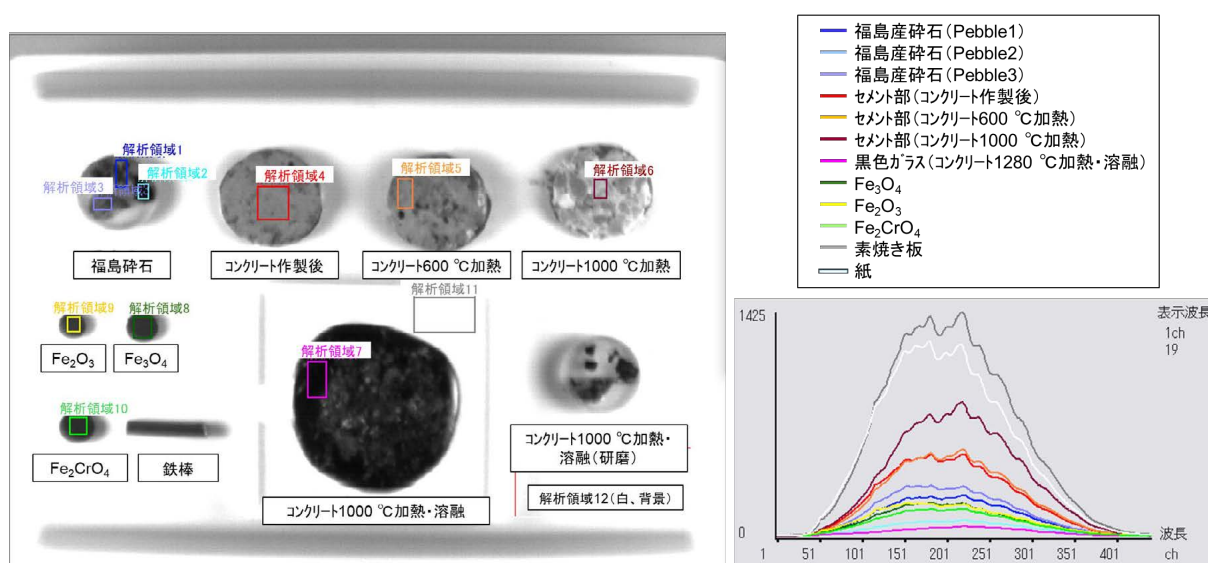 解析領域1
解析領域2
解析領域3
解析領域4
解析領域5
解析領域6
福島砕石
コンクリート作製後
コンクリート600 ℃加熱
コンクリート1000 ℃加熱
解析領域11
解析領域9
解析領域8
Fe2O3
Fe3O4
解析領域7
解析領域10
Fe2CrO4
鉄棒
コンクリート1000 ℃加熱・溶融
コンクリート1000 ℃加熱・
溶融(研磨)
解析領域12(白、背景)
福島産砕石(Pebble1)
福島産砕石(Pebble2)
福島産砕石(Pebble3)
セメント部(コンクリート作製後)
セメント部(コンクリート600 ℃加熱)
セメント部(コンクリート1000 ℃加熱)
黒色ガラス(コンクリート1280 ℃加熱・溶融)
Fe3O4
Fe2O3
Fe2CrO4
素焼き板
紙
1425
0
1 51 101 151 201 251 301 351 401
表示波長
1ch
19
波長
ch